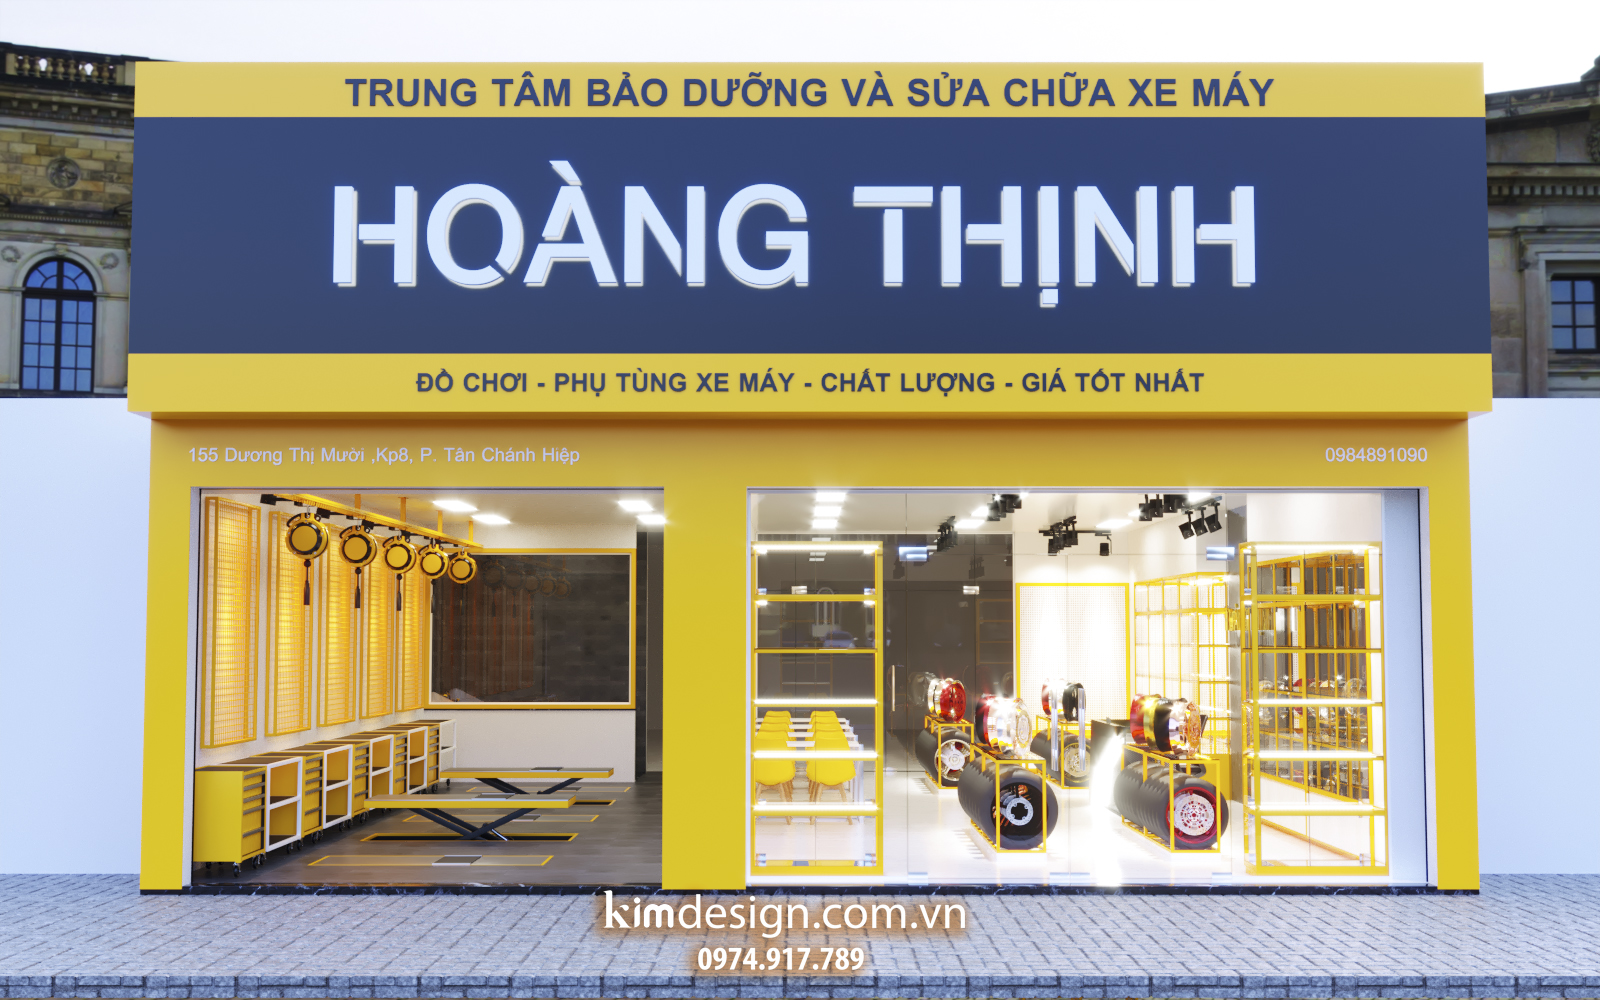 TRUNG TÂM BẢO DƯỠNG VÀ SỬA CHỮA XE MÁY
HOÀNG THỊNH
ĐỒ CHƠI - PHỤ TÙNG XE MÁY - CHẤT LƯỢNG - GIÁ TỐT NHẤT
155 Dương Thị Mười ,Kp8, P. Tân Chánh Hiệp
0984891090
kimdesign.com.vn
0974.917.789